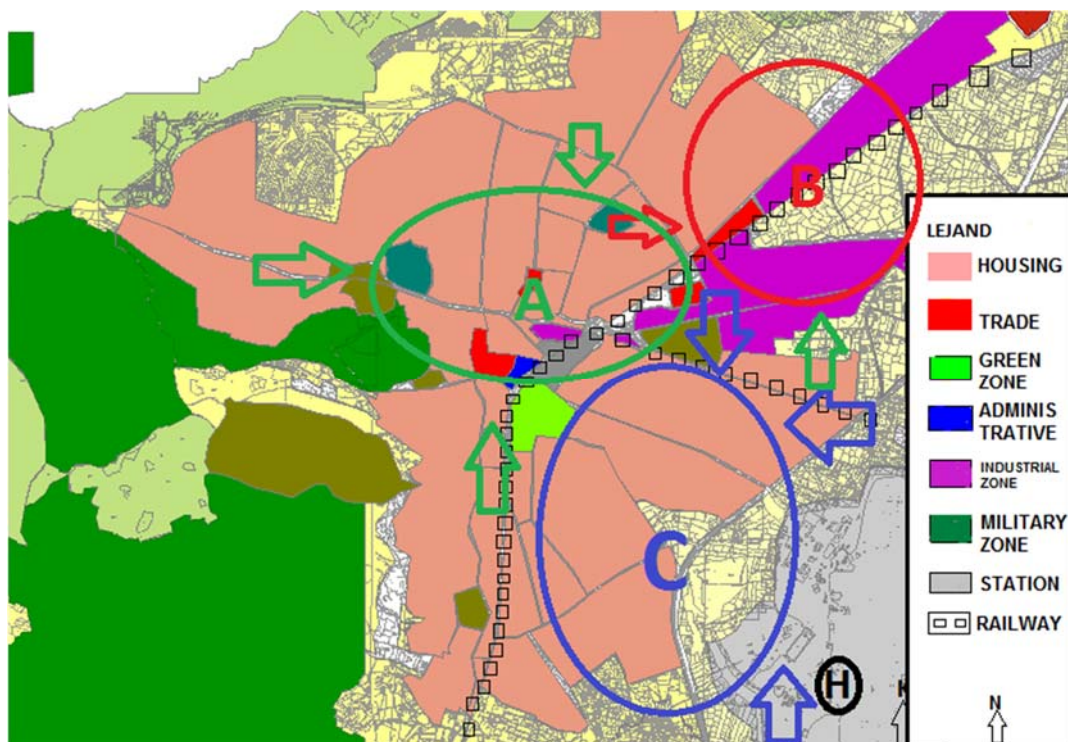 A
B
C
H
LEJAND
HOUSING
TRADE
GREEN
ZONE
ADMINIS
TRATIVE
INDUSTRIAL
ZONE
MILITARY
ZONE
STATION
RAILWAY
K
N